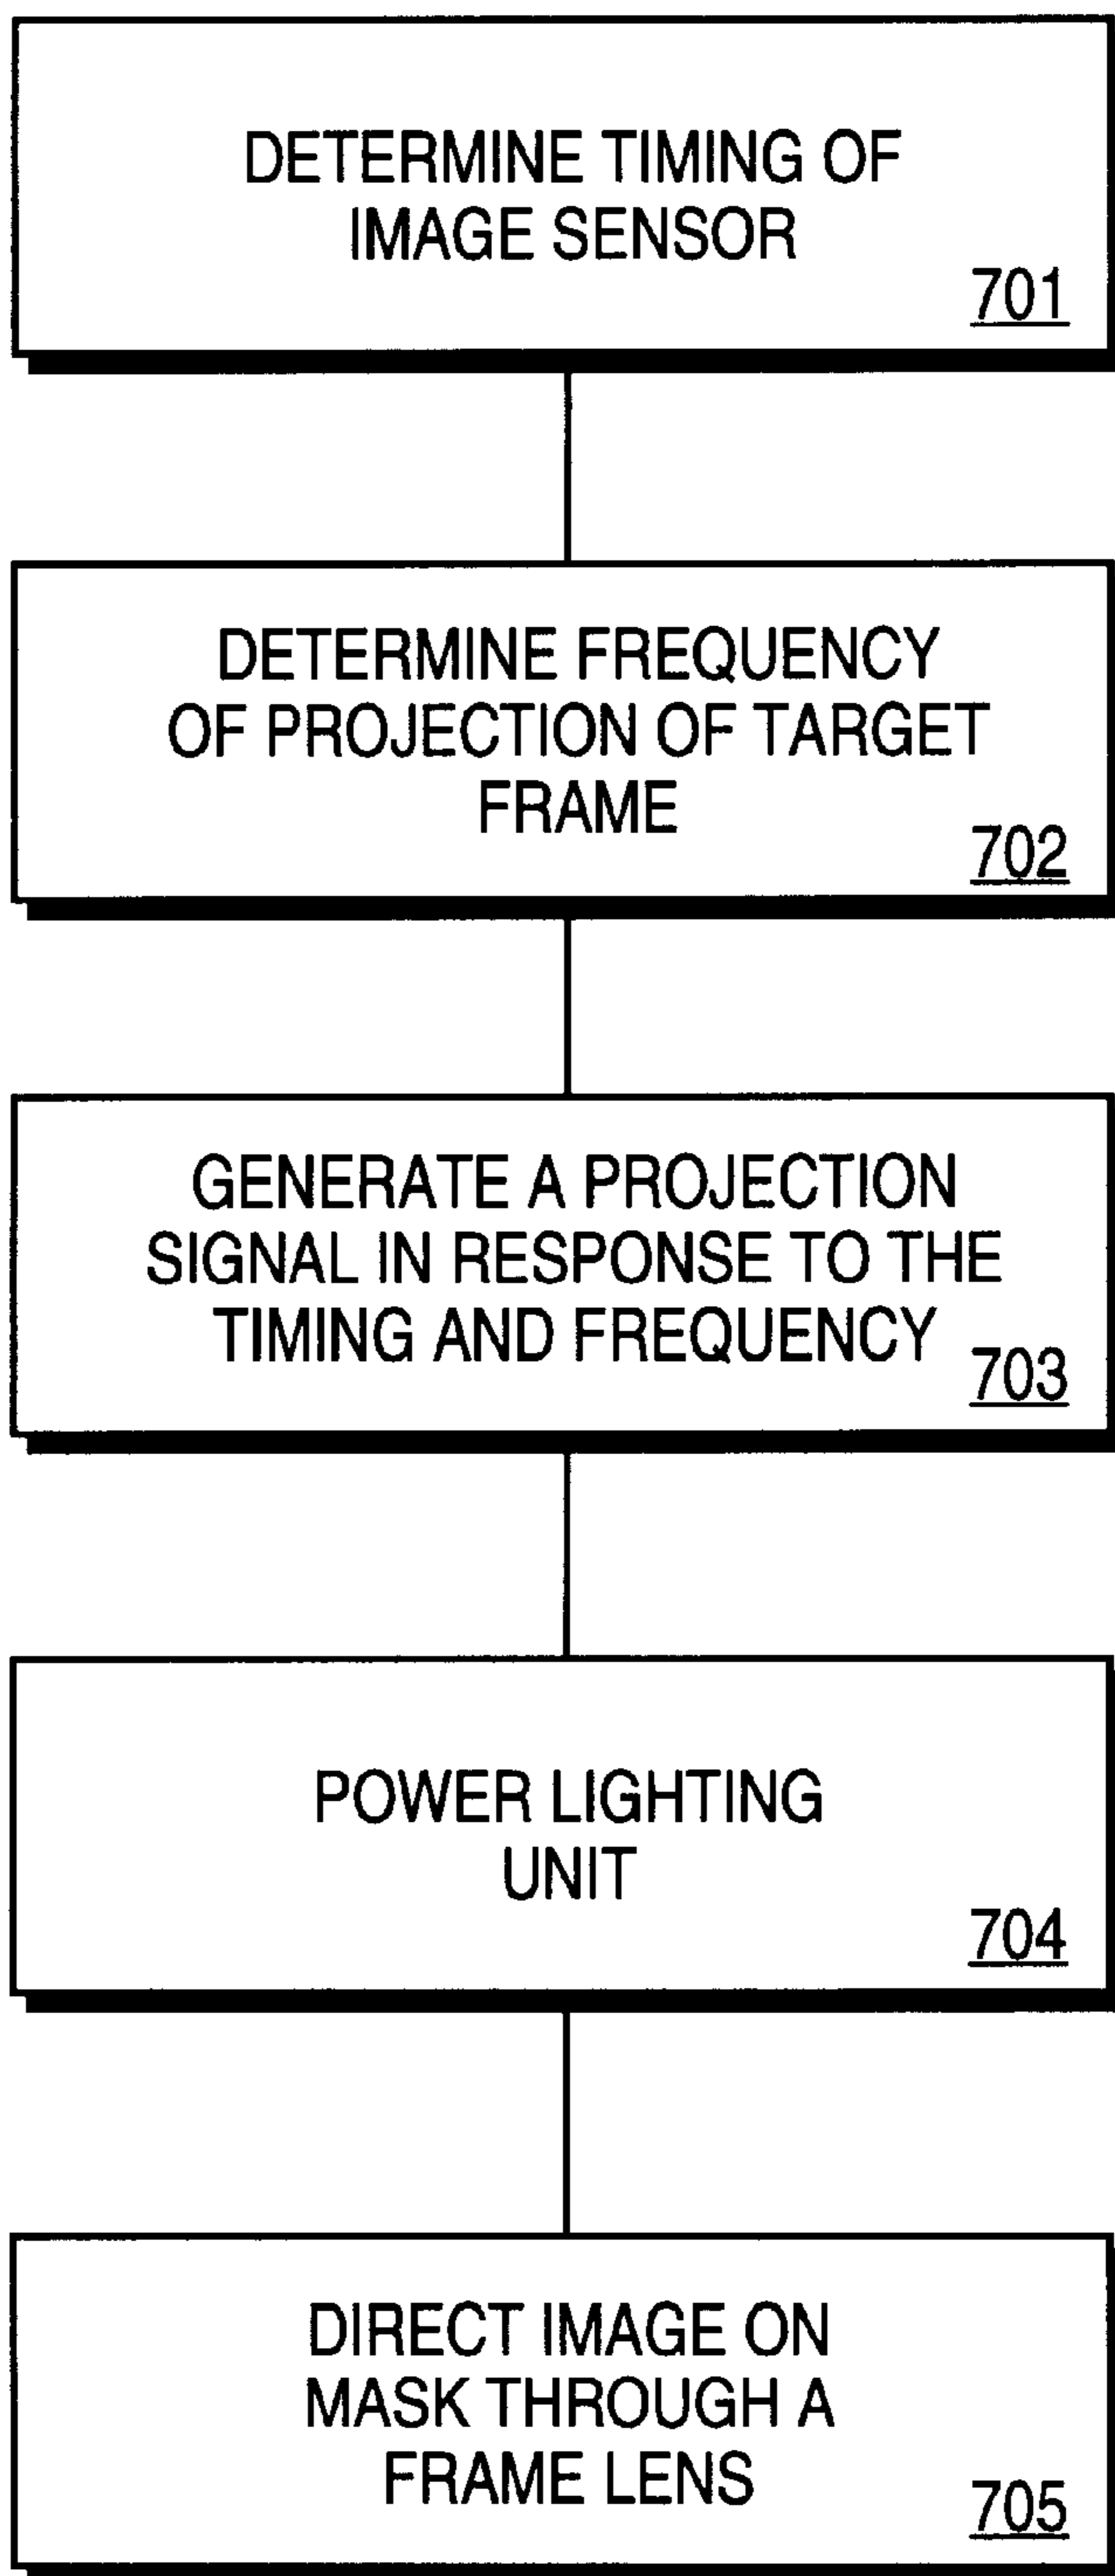 DETERMINE TIMING OF
IMAGE SENSOR
701
DETERMINE FREQUENCY
OF PROJECTION OF TARGET
FRAME
702
GENERATE A PROJECTION
SIGNAL IN RESPONSE TO THE
TIMING AND FREQUENCY
703
POWER LIGHTING
UNIT
704
DIRECT IMAGE ON
MASK THROUGH A
FRAME LENS
705